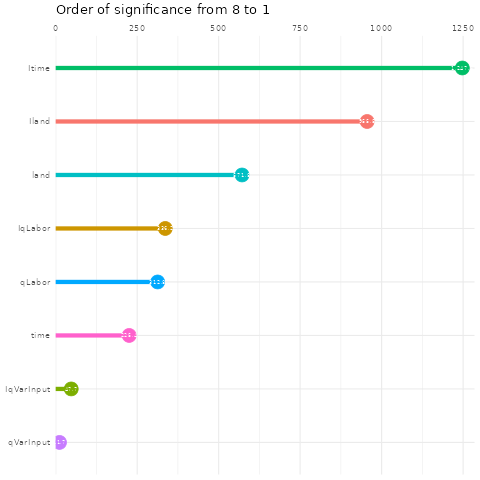 Order of significance from 8 to 1
0 250 500 750 1000 1250
ltime
lland
land
lqLabor
qLabor
time
lqVarInput
qVarInput